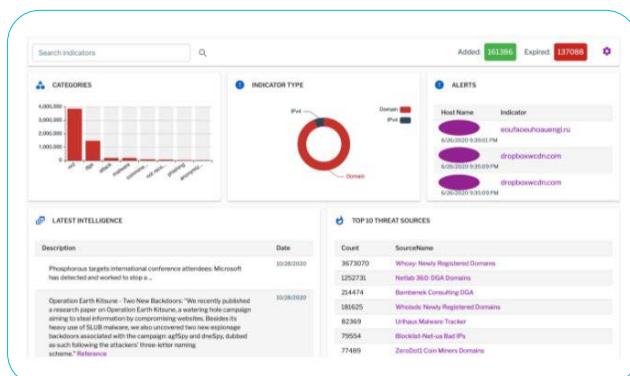 Search indicators
Added: 161386 Expired: 137088
CATEGORIES
4,000,000
3,000,000
2,000,000
1,000,000
0
nrd
dga
attack
malware
phishing
INDICATOR TYPE
IPv4
Domain
IPv4
Domain
ALERTS
Host Name Indicator
eoufaoeuhoauengi.ru
6/26/2020 9:39:01 PM
dropboxwcdn.com
6/26/2020 9:35:09 PM
dropboxwcdn.com
6/26/2020 9:35:09 PM
LATEST INTELLIGENCE
Description Date
Phosphorous targets international conference attendees: Microsoft 10/28/2020
has detected and worked to stop a ...
Operation Earth Kitsune - Two New Backdoors: "We recently published 10/28/2020
a research paper on Operation Earth Kitsune, a watering hole campaign
aiming to steal information by compromising websites. Besides its
heavy use of SLUB malware, we also uncovered two new espionage
backdoors associated with the campaign: agfSpy and dneSpy, dubbed
as such following the attackers' three-letter naming
scheme." Reference
TOP 10 THREAT SOURCES
Count SourceName
3673070 Whoxy: Newly Registered Domains
1252731 Netlab 360: DGA Domains
214474 Bambenek Consulting DGA
181625 WhoIsds: Newly Registered Domains
82369 Urlhaus Malware Tracker
79554 Blocklist-Net-ua Bad IPs
77489 ZeroDot1 Coin Miners Domains